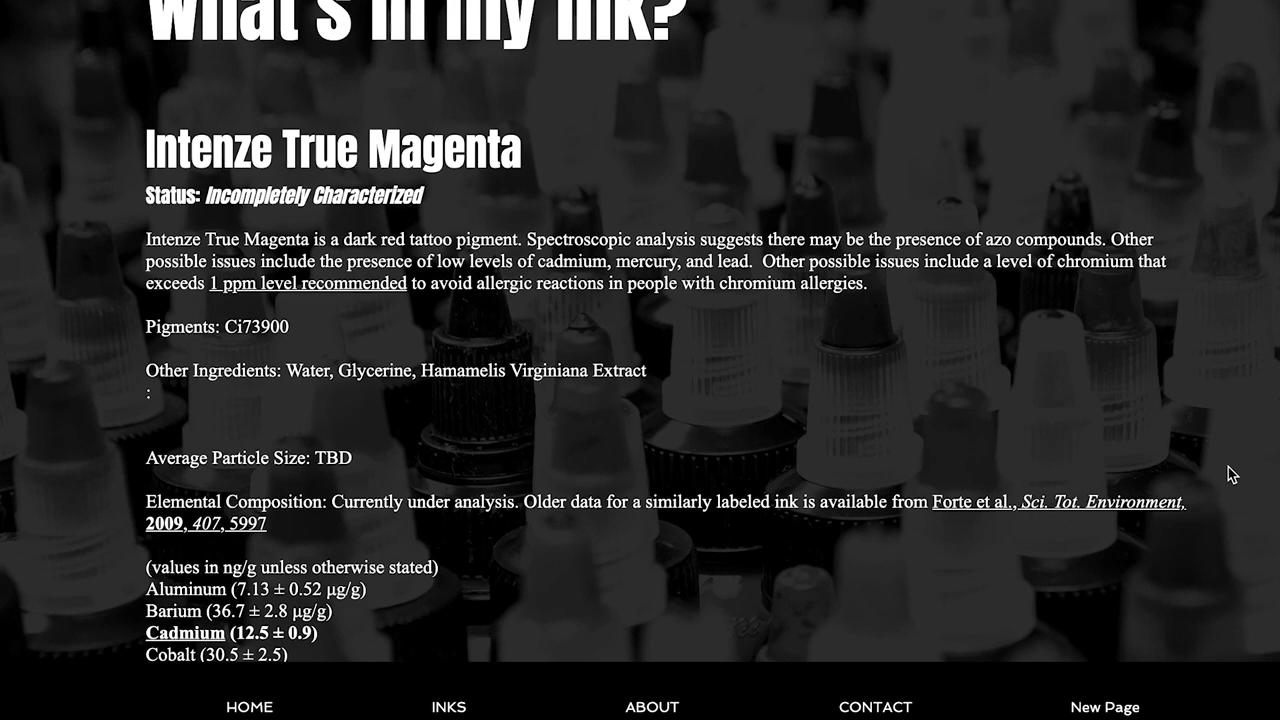 What's in my ink?
Intenze True Magenta
Status: Incompletely Characterized
Intenze True Magenta is a dark red tattoo pigment. Spectroscopic analysis suggests there may be the presence of azo compounds. Other
possible issues include the presence of low levels of cadmium, mercury, and lead.  Other possible issues include a level of chromium that
exceeds 1 ppm level recommended to avoid allergic reactions in people with chromium allergies.
Pigments: Ci73900
Other Ingredients: Water, Glycerine, Hamamelis Virginiana Extract
:
Average Particle Size: TBD
Elemental Composition: Currently under analysis. Older data for a similarly labeled ink is available from Forte et al., Sci. Tot. Environment,
2009, 407, 5997
(values in ng/g unless otherwise stated)
Aluminum (7.13 ± 0.52 µg/g)
Barium (36.7 ± 2.8 µg/g)
Cadmium (12.5 ± 0.9)
Cobalt (30.5 ± 2.5)
HOME INKS ABOUT CONTACT New Page